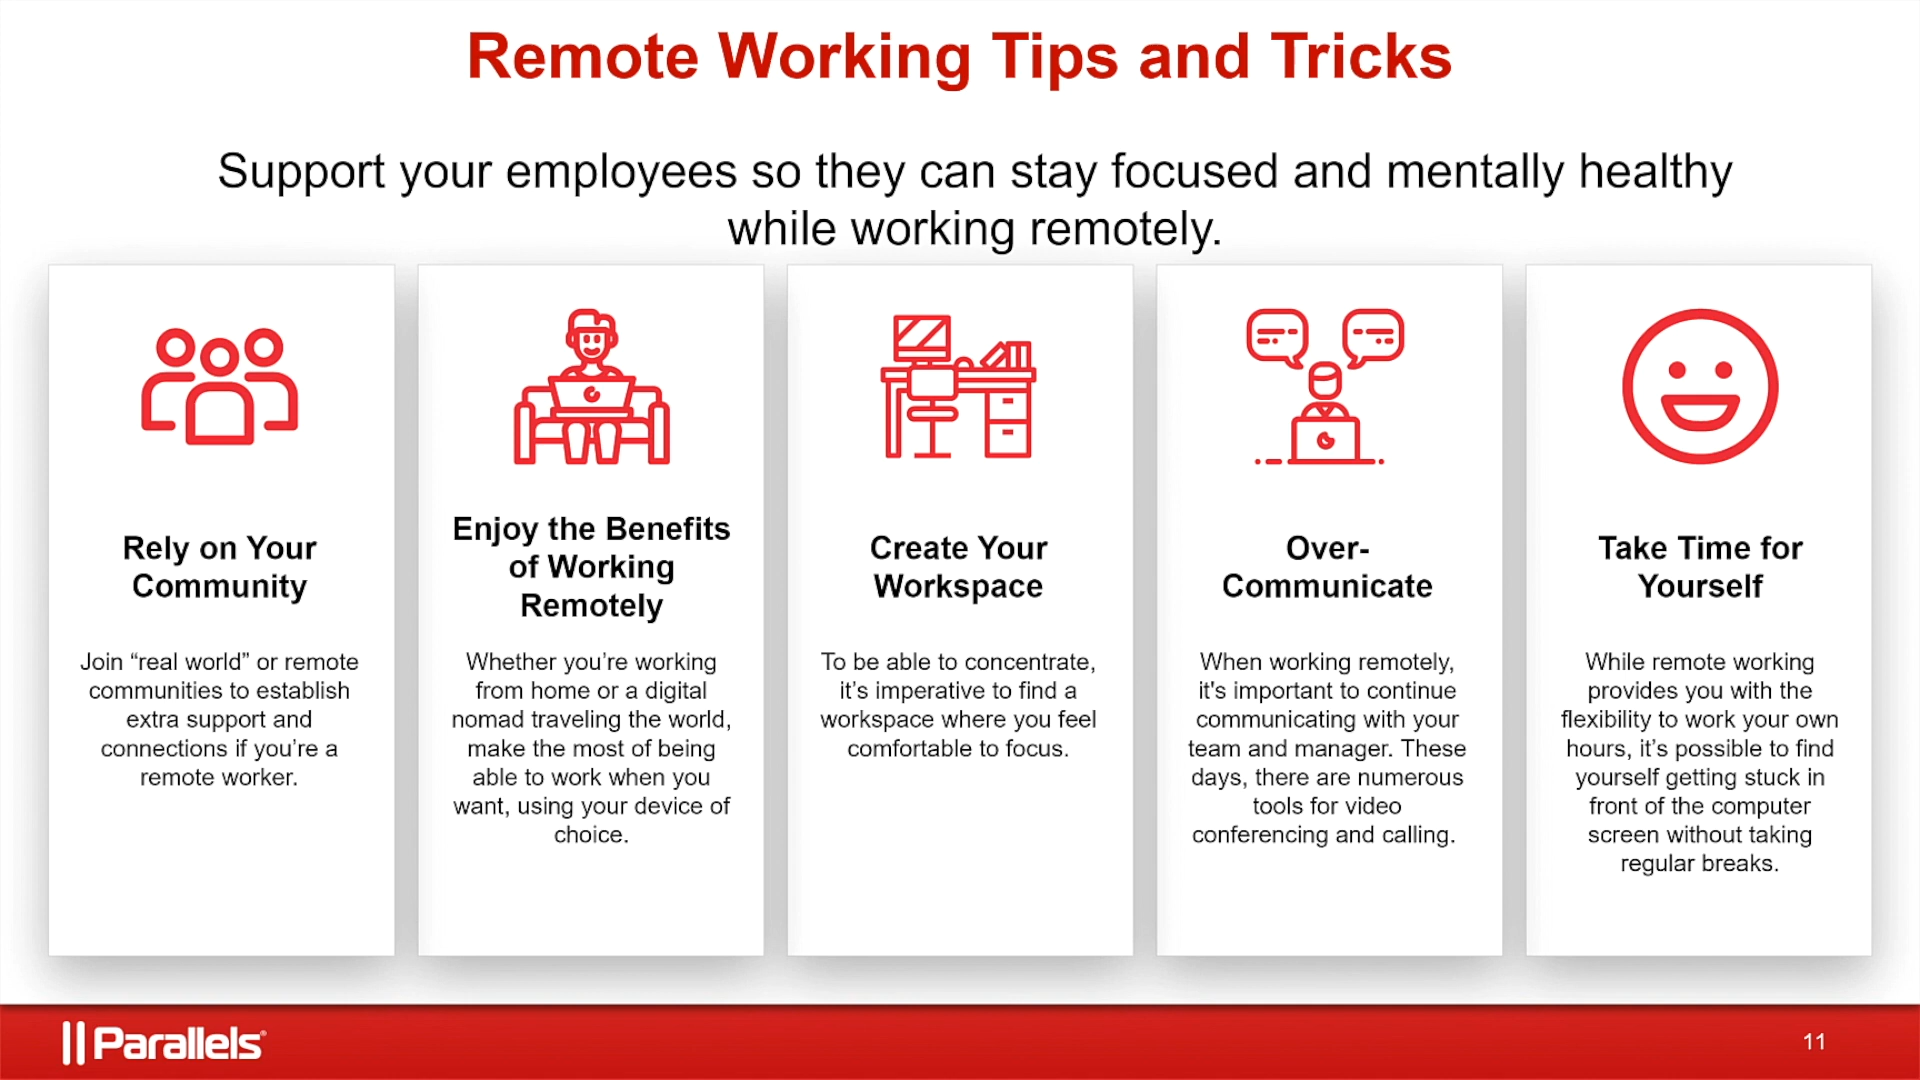 Remote Working Tips and Tricks
Support your employees so they can stay focused and mentally healthy
while working remotely.
Rely on Your
Community
Join “real world” or remote
communities to establish
extra support and
connections if you’re a
remote worker.
Enjoy the Benefits
of Working
Remotely
Whether you’re working
from home or a digital
nomad traveling the world,
make the most of being
able to work when you
want, using your device of
choice.
Create Your
Workspace
To be able to concentrate,
it’s imperative to find a
workspace where you feel
comfortable to focus.
Over-
Communicate
When working remotely,
it's important to continue
communicating with your
team and manager. These
days, there are numerous
tools for video
conferencing and calling.
Take Time for
Yourself
While remote working
provides you with the
flexibility to work your own
hours, it’s possible to find
yourself getting stuck in
front of the computer
screen without taking
regular breaks.
Parallels®
11